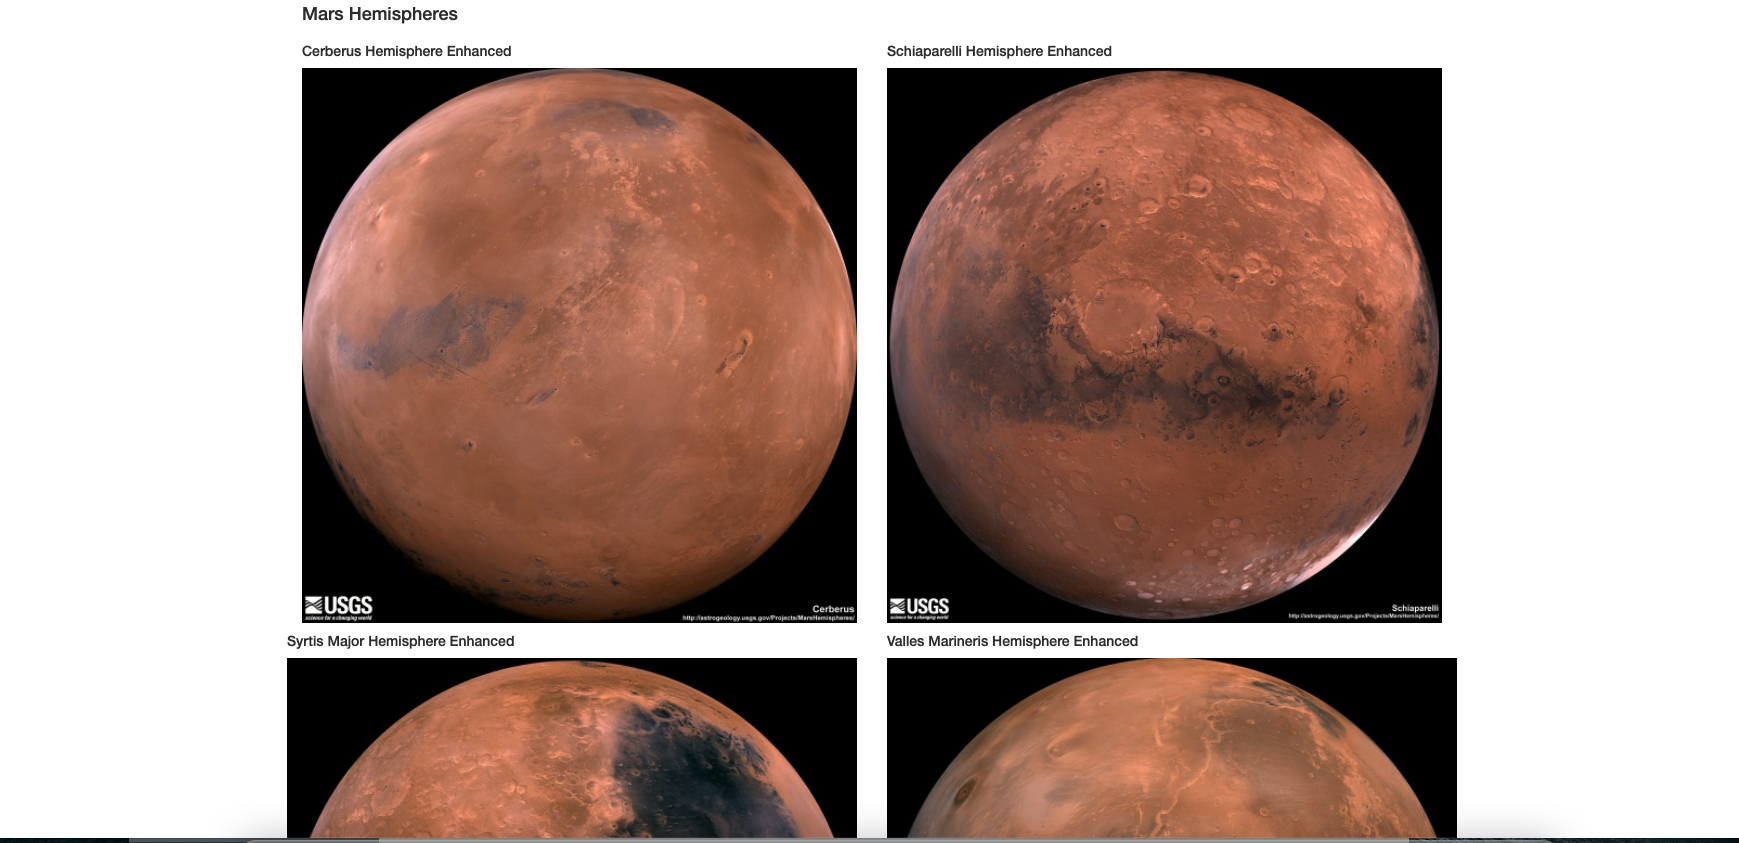 Mars Hemispheres
Cerberus Hemisphere Enhanced
Schiaparelli Hemisphere Enhanced
USGS
science for a changing world
Cerberus
http://astrogeology.usgs.gov/Projects/MarsHemispheres/
USGS
science for a changing world
Schiaparelli
http://astrogeology.usgs.gov/Projects/MarsHemispheres/
Syrtis Major Hemisphere Enhanced
Valles Marineris Hemisphere Enhanced